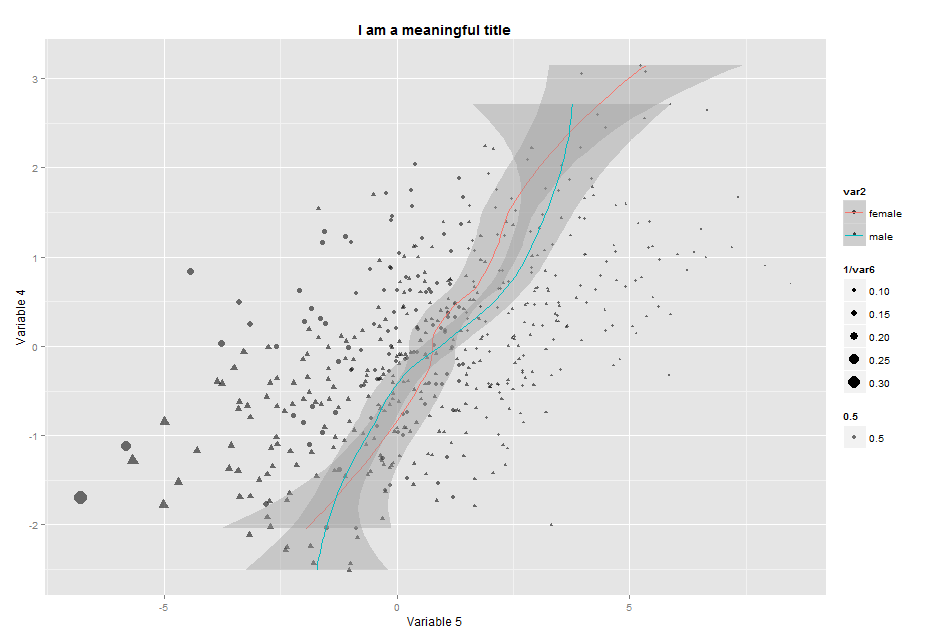 I am a meaningful title
Variable 4
3
2
1
0
-1
-2
-5
0
5
Variable 5
var2
female
male
1/var6
0.10
0.15
0.20
0.25
0.30
0.5
0.5